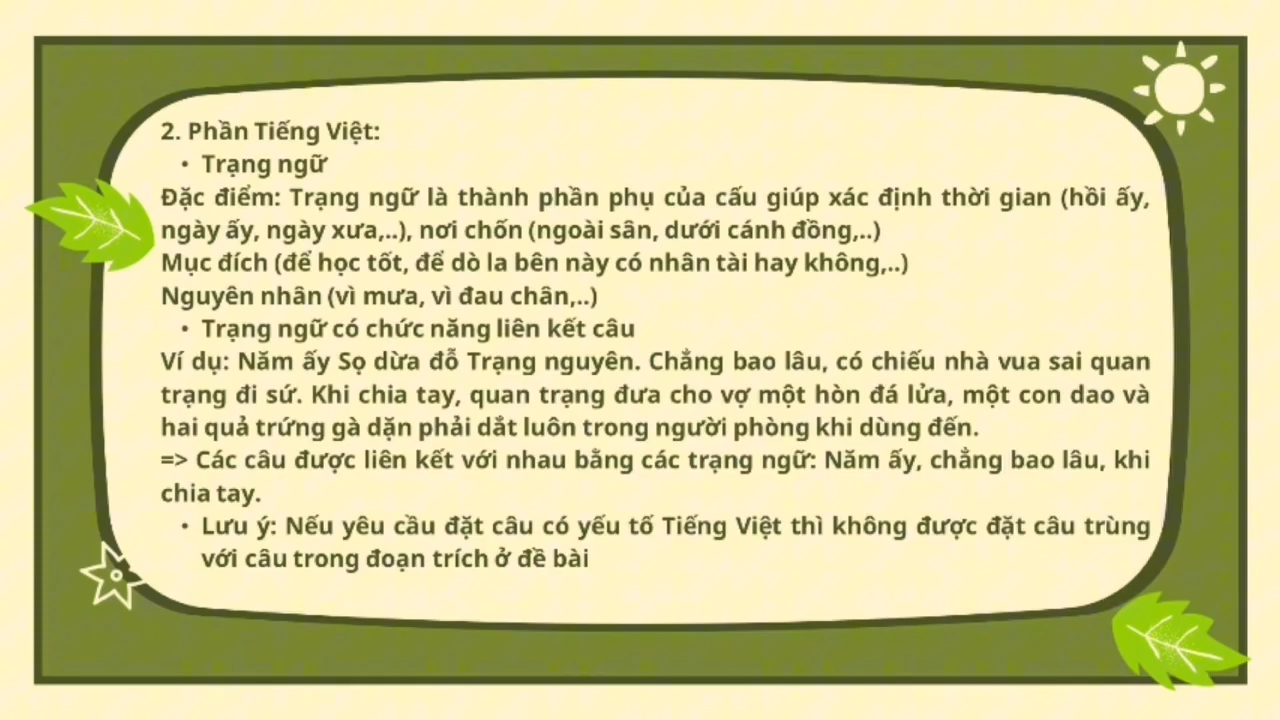 2. Phần Tiếng Việt:
• Trạng ngữ
Đặc điểm: Trạng ngữ là thành phần phụ của cấu giúp xác định thời gian (hồi ấy,
ngày ấy, ngày xưa,..), nơi chốn (ngoài sân, dưới cánh đồng,..)
Mục đích (để học tốt, để dò la bên này có nhân tài hay không,..)
Nguyên nhân (vì mưa, vì đau chân,..)
• Trạng ngữ có chức năng liên kết câu
Ví dụ: Năm ấy Sọ dừa đỗ Trạng nguyên. Chẳng bao lâu, có chiếu nhà vua sai quan
trạng đi sứ. Khi chia tay, quan trạng đưa cho vợ một hòn đá lửa, một con dao và
hai quả trứng gà dặn phải dắt luôn trong người phòng khi dùng đến.
=> Các câu được liên kết với nhau bằng các trạng ngữ: Năm ấy, chẳng bao lâu, khi
chia tay.
• Lưu ý: Nếu yêu cầu đặt câu có yếu tố Tiếng Việt thì không được đặt câu trùng
với câu trong đoạn trích ở đề bài